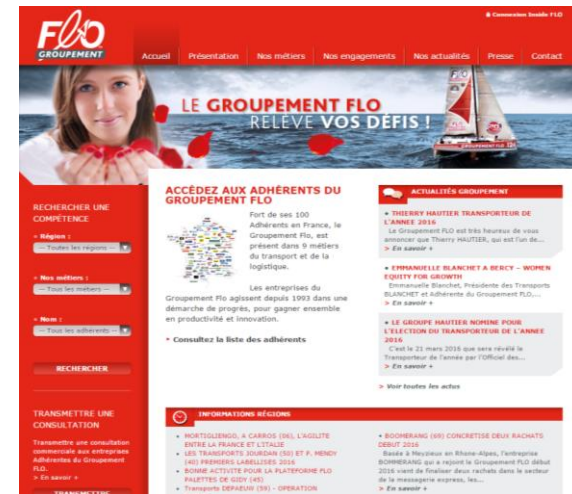 Connexion Inside FLO
FLO
GROUPEMENT
Accueil Présentation Nos métiers Nos engagements Nos actualités Presse Contact
LE GROUPEMENT FLO
RELÈVE VOS DÉFIS !
RECHERCHER UNE
COMPÉTENCE
» Région :
-- Toutes les regions --
» Nos métiers :
-- Tous les métiers --
» Nom :
-- Tous les adherents --
RECHERCHER
TRANSMETTRE UNE
CONSULTATION
Transmettre une consultation
commerciale aux entreprises
Adhérentes du Groupement
FLO.
> En savoir +
TRANSMETTRE
ACCÉDEZ AUX ADHÉRENTS DU
GROUPEMENT FLO
Fort de ses 100
Adhérents en France, le
Groupement Flo, est
présent dans 9 métiers
du transport et de la
logistique.
Les entreprises du
Groupement Flo agissent depuis 1993 dans une
démarche de progrès, pour gagner ensemble
en productivité et innovation.
• Consultez la liste des adhérents
ACTUALITÉS GROUPEMENT
• THIERRY HAUTIER TRANSPORTEUR DE
L'ANNEE 2016
Le Groupement FLO est très heureux de vous
annoncer que Thierry HAUTIER, qui est l'un de...
> En savoir +
• EMMANUELLE BLANCHET A BERCY – WOMEN
EQUITY FOR GROWTH
Emmanuelle Blanchet, Présidente des Transports
BLANCHET et Adhérente du Groupement FLO,...
> En savoir +
• LE GROUPE HAUTIER NOMINE POUR
L'ELECTION DU TRANSPORTEUR DE L'ANNEE
2016
C'est le 21 mars 2016 que sera révélé le
Transporteur de l'année par l'Officiel des...
> En savoir +
> Voir toutes les actus
INFORMATIONS RÉGIONS
• MORTIGLIENGO, A CARROS (06), L'AGILITE
ENTRE LA FRANCE ET L'ITALIE
• LES TRANSPORTS JOURDAN (50) ET F. MENDY
(40) PREMIERS LABELLISES 2016
• BONNE ACTIVITE POUR LA PLATEFORME FLO
PALETTES DE GIDY (45)
• Transports DEPAEUW (59) - OPERATION
• BOOMERANG (69) CONCRETISE DEUX RACHATS
DEBUT 2016
Basée à Meyzieux en Rhone-Alpes, l'entreprise
BOMMERANG qui a rejoint le Groupement FLO début
2016 vient de finaliser deux rachats dans le secteur
de la messagerie express, les...
> En savoir +